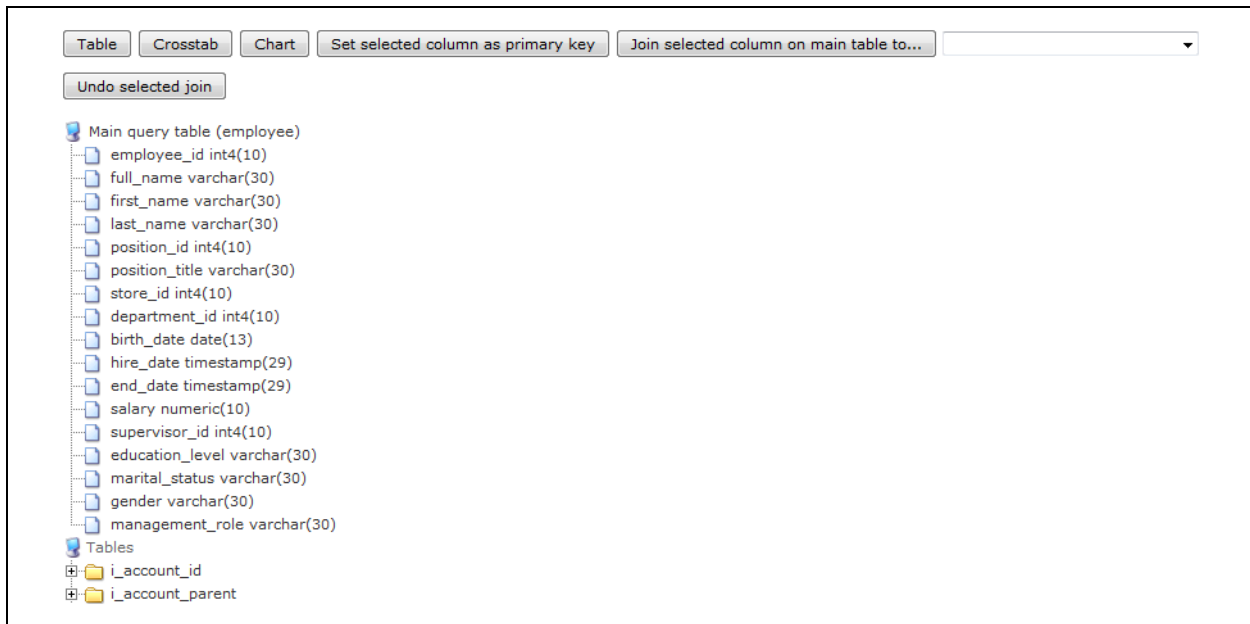 Table Crosstab Chart Set selected column as primary key Join selected column on main table to...
Undo selected join
Main query table (employee)
employee_id int4(10)
full_name varchar(30)
first_name varchar(30)
last_name varchar(30)
position_id int4(10)
position_title varchar(30)
store_id int4(10)
department_id int4(10)
birth_date date(13)
hire_date timestamp(29)
end_date timestamp(29)
salary numeric(10)
supervisor_id int4(10)
education_level varchar(30)
marital_status varchar(30)
gender varchar(30)
management_role varchar(30)
Tables
i_account_id
i_account_parent